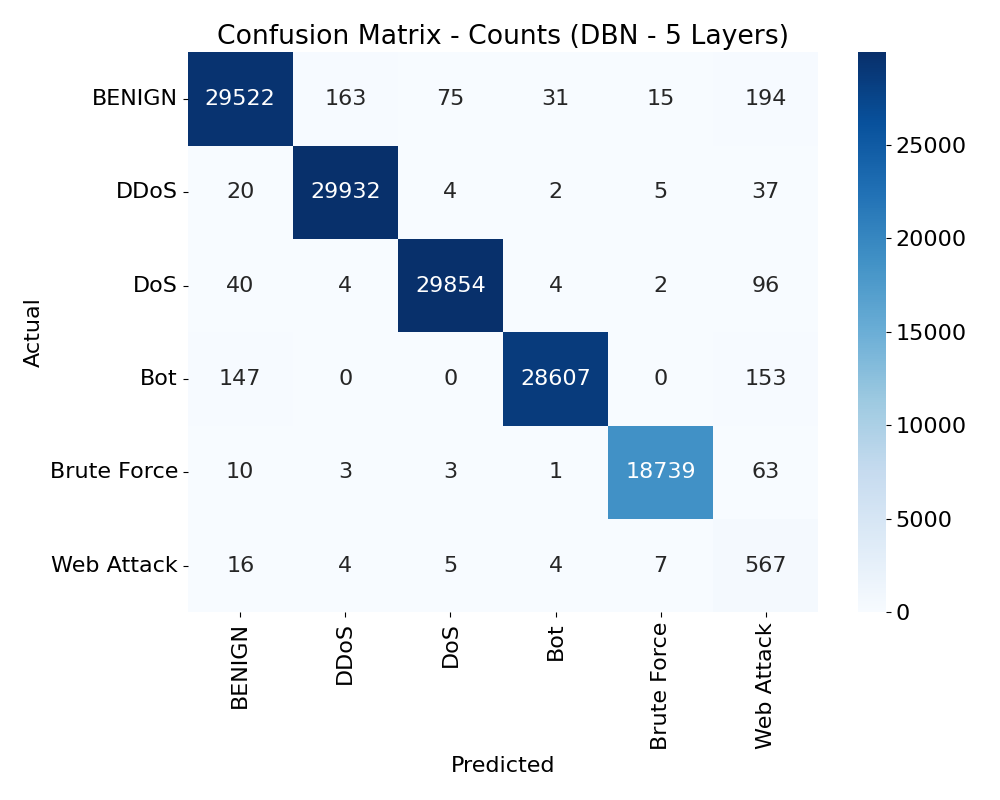 Confusion Matrix - Counts (DBN - 5 Layers)
BENIGN 29522 163 75 31 15 194
DDoS 20 29932 4 2 5 37
DoS 40 4 29854 4 2 96
Bot 147 0 0 28607 0 153
Brute Force 10 3 3 1 18739 63
Web Attack 16 4 5 4 7 567
Actual
BENIGN
DDoS
DoS
Bot
Brute Force
Web Attack
Predicted
25000
20000
15000
10000
5000
0